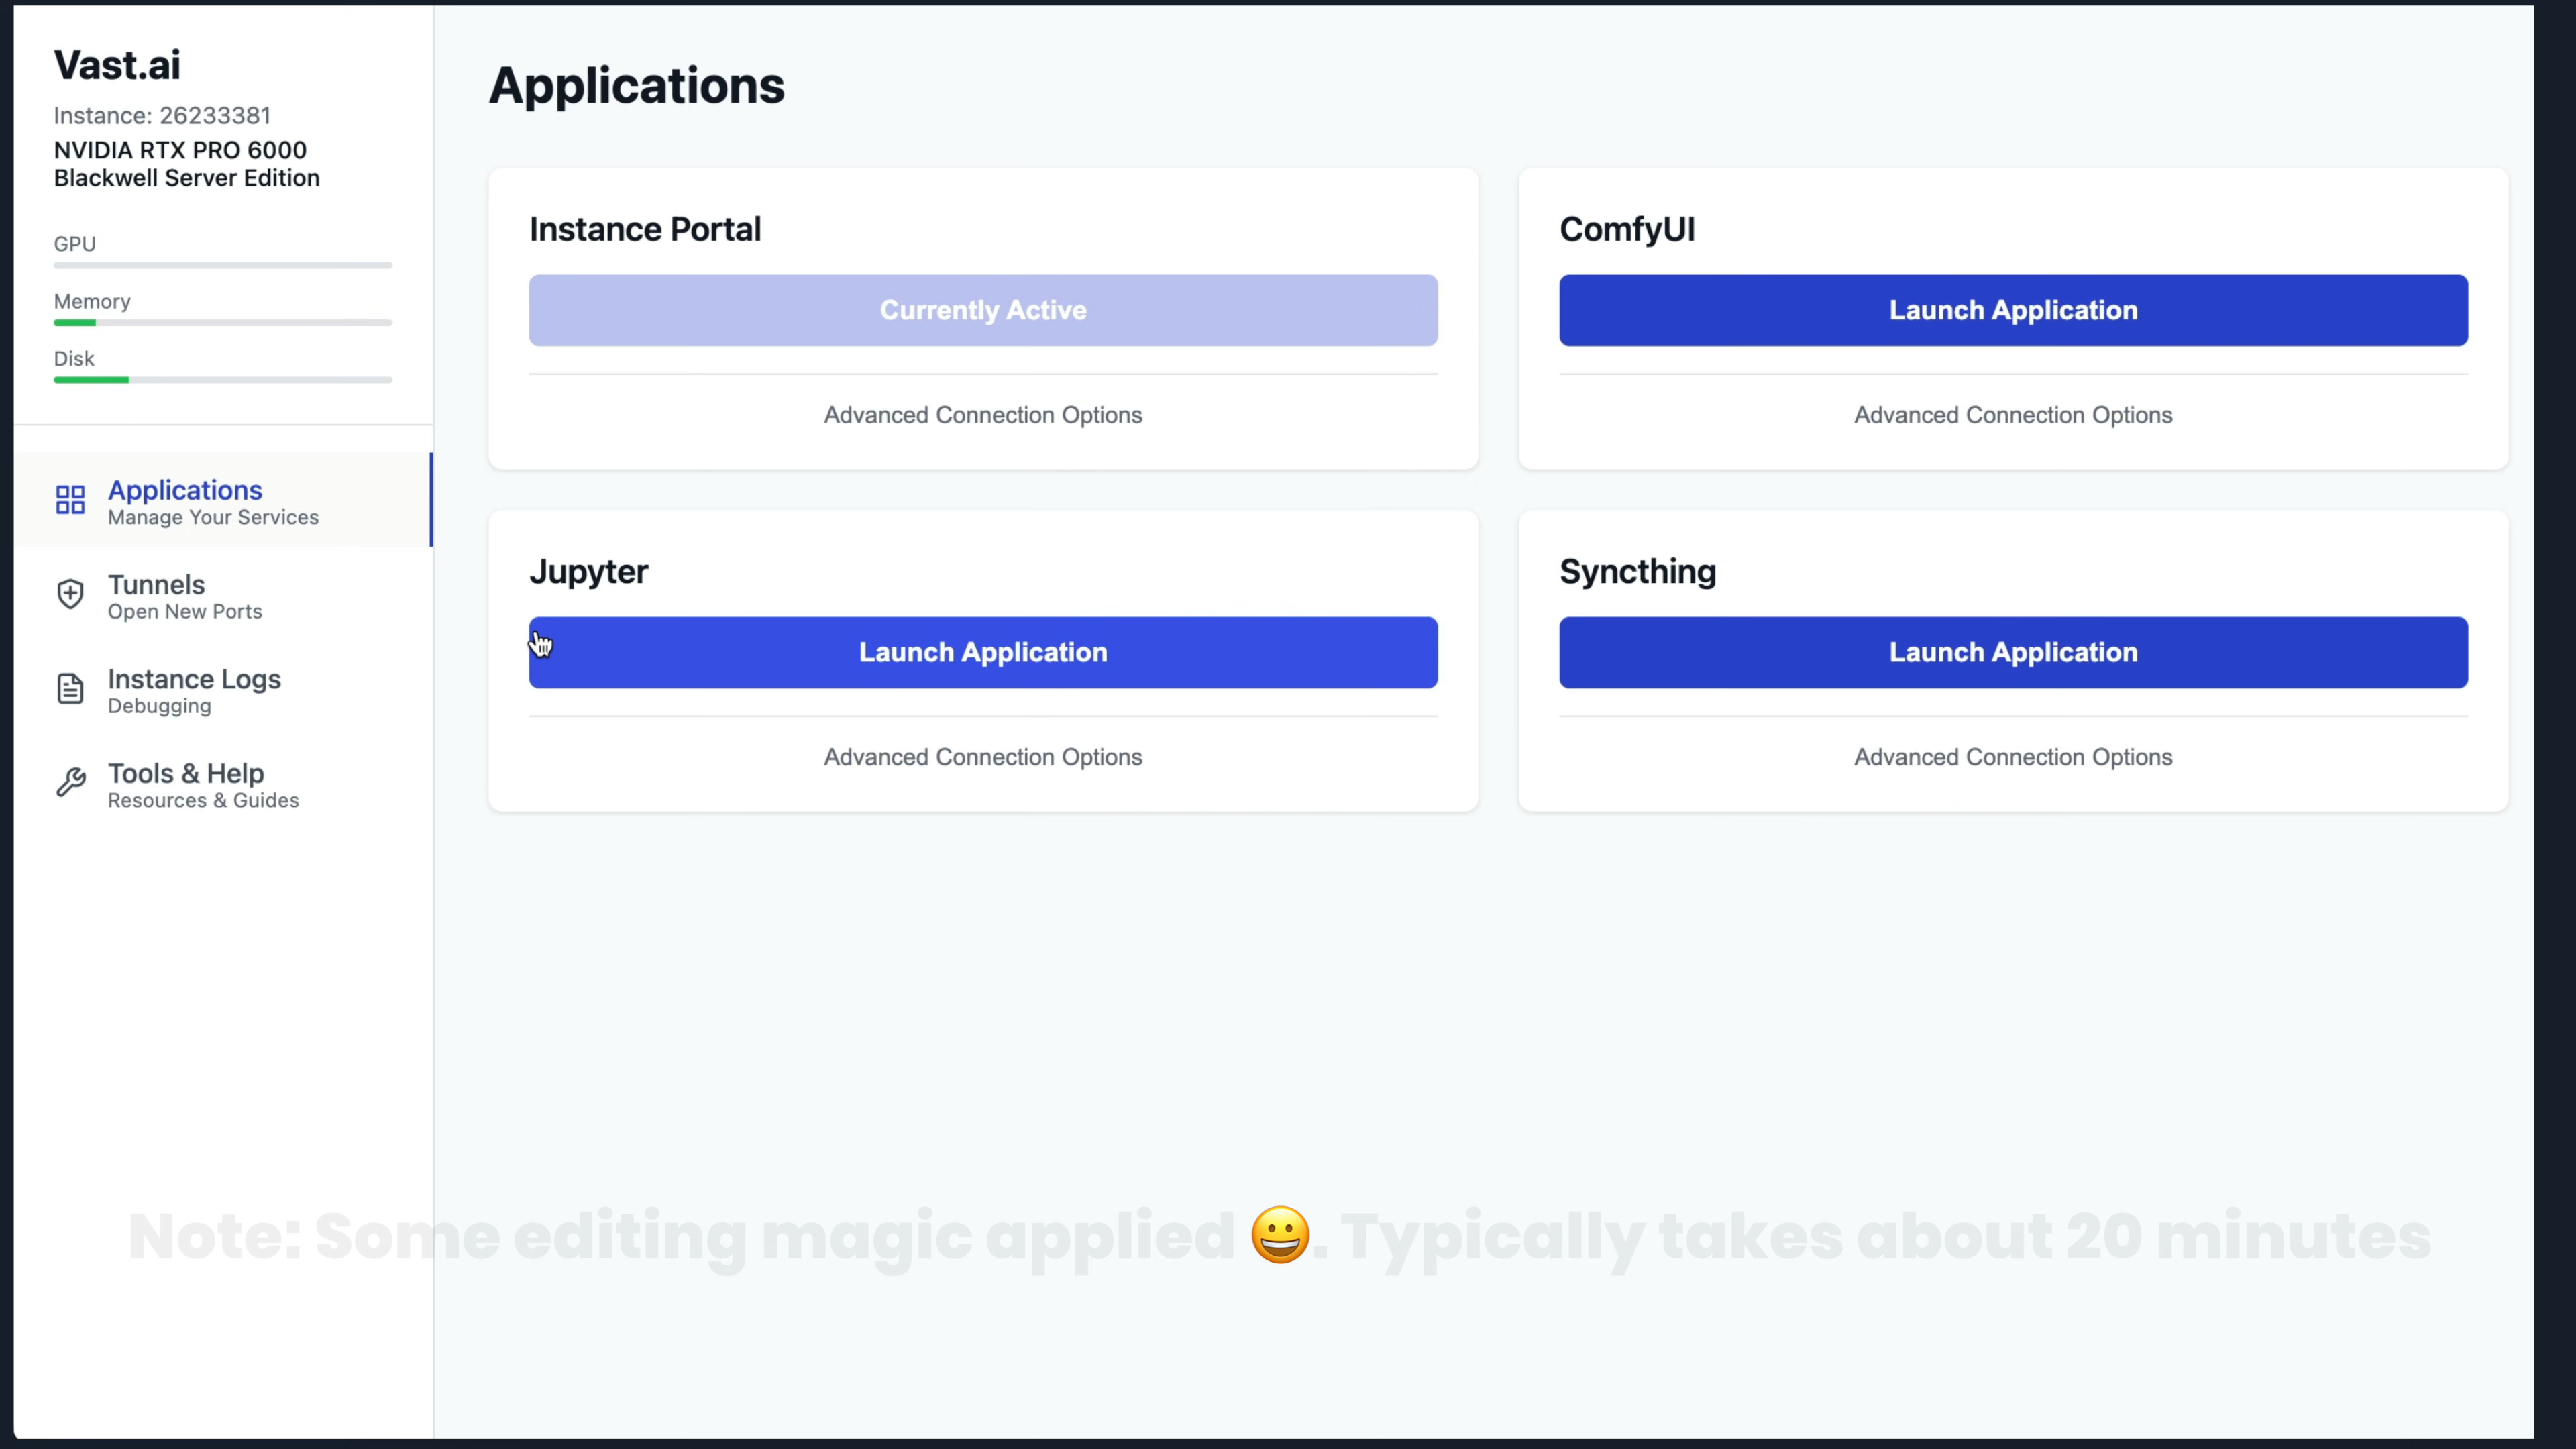 Vast.ai
Instance: 26233381
NVIDIA RTX PRO 6000
Blackwell Server Edition
GPU
Memory
Disk
Applications
Manage Your Services
Tunnels
Open New Ports
Instance Logs
Debugging
Tools & Help
Resources & Guides
Applications
Instance Portal
Currently Active
Advanced Connection Options
ComfyUI
Launch Application
Advanced Connection Options
Jupyter
Launch Application
Advanced Connection Options
Syncthing
Launch Application
Advanced Connection Options
Note: Some editing magic applied 😀. Typically takes about 20 minutes